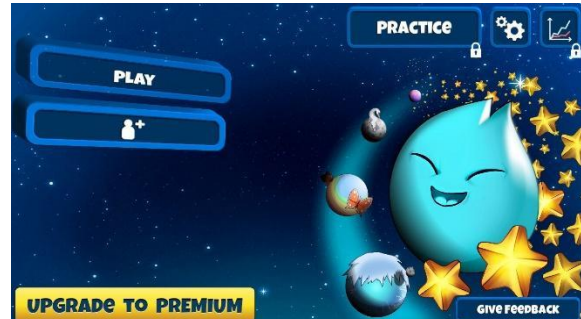 PRACTICE
PLAY
UPGRADE TO PREMIUM
GIVE FEEDBACK